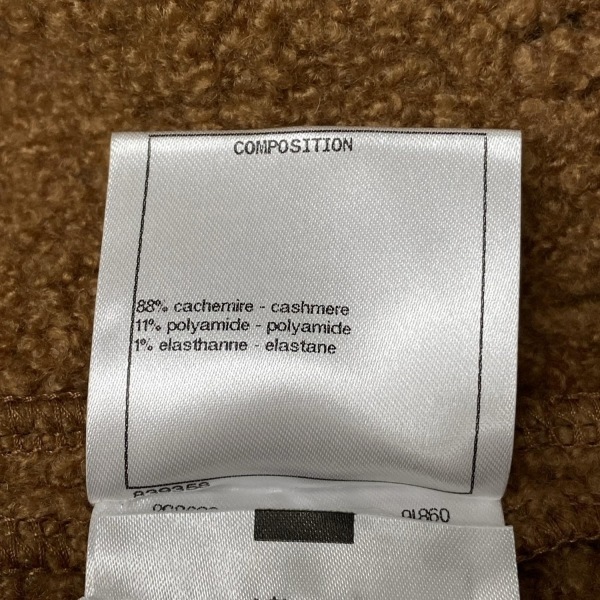 COMPOSITION
88% cachemire - cashmere
11% polyamide - polyamide
1% elasthanne - elastane